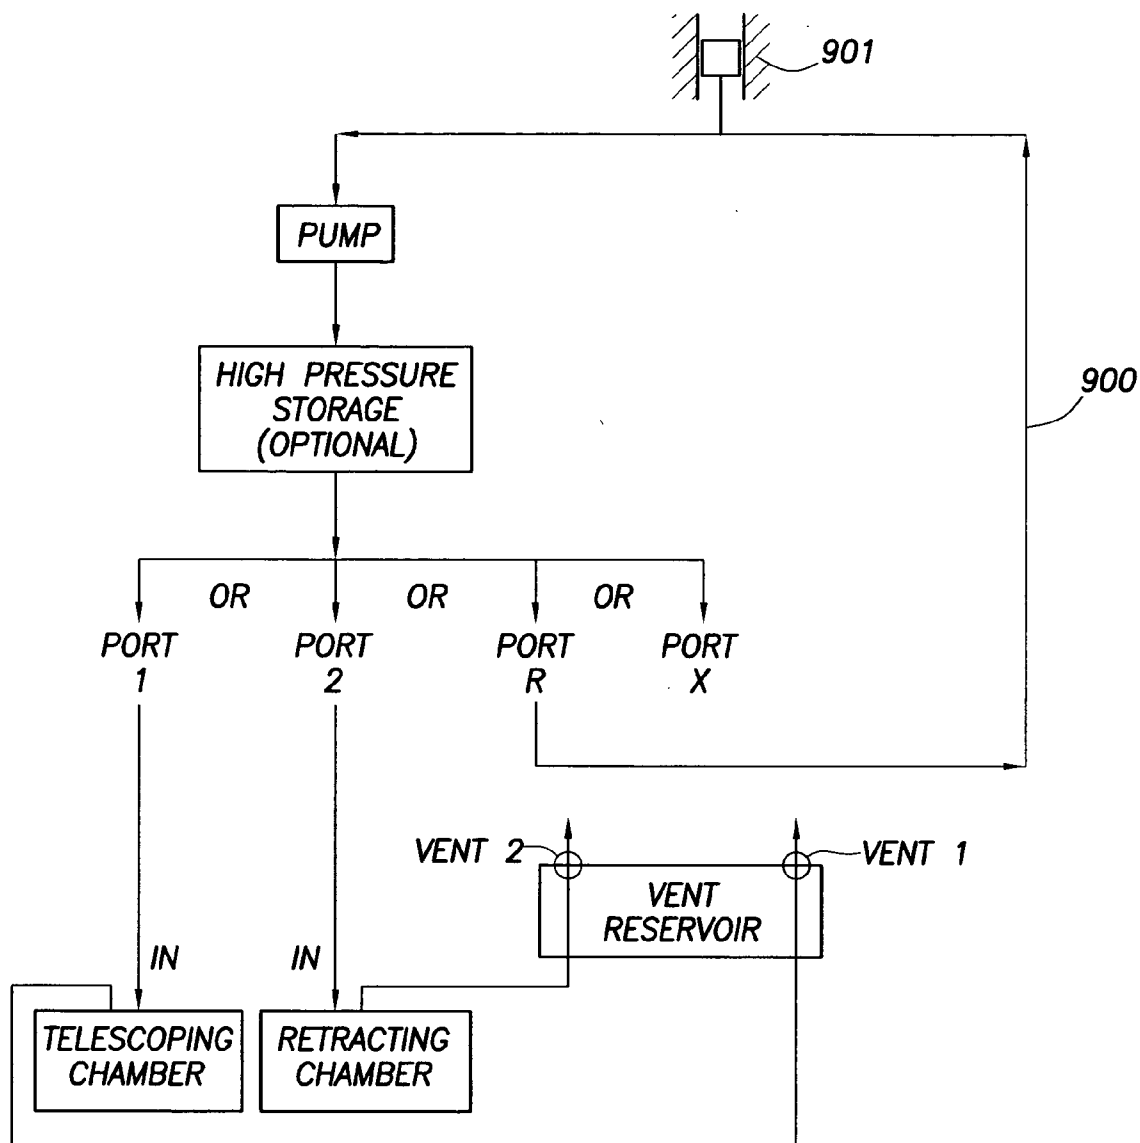 901
PUMP
HIGH PRESSURE
STORAGE
(OPTIONAL)
900
OR
OR
OR
PORT
1
PORT
2
PORT
R
PORT
X
VENT 2
VENT 1
VENT
RESERVOIR
IN
IN
TELESCOPING
CHAMBER
RETRACTING
CHAMBER